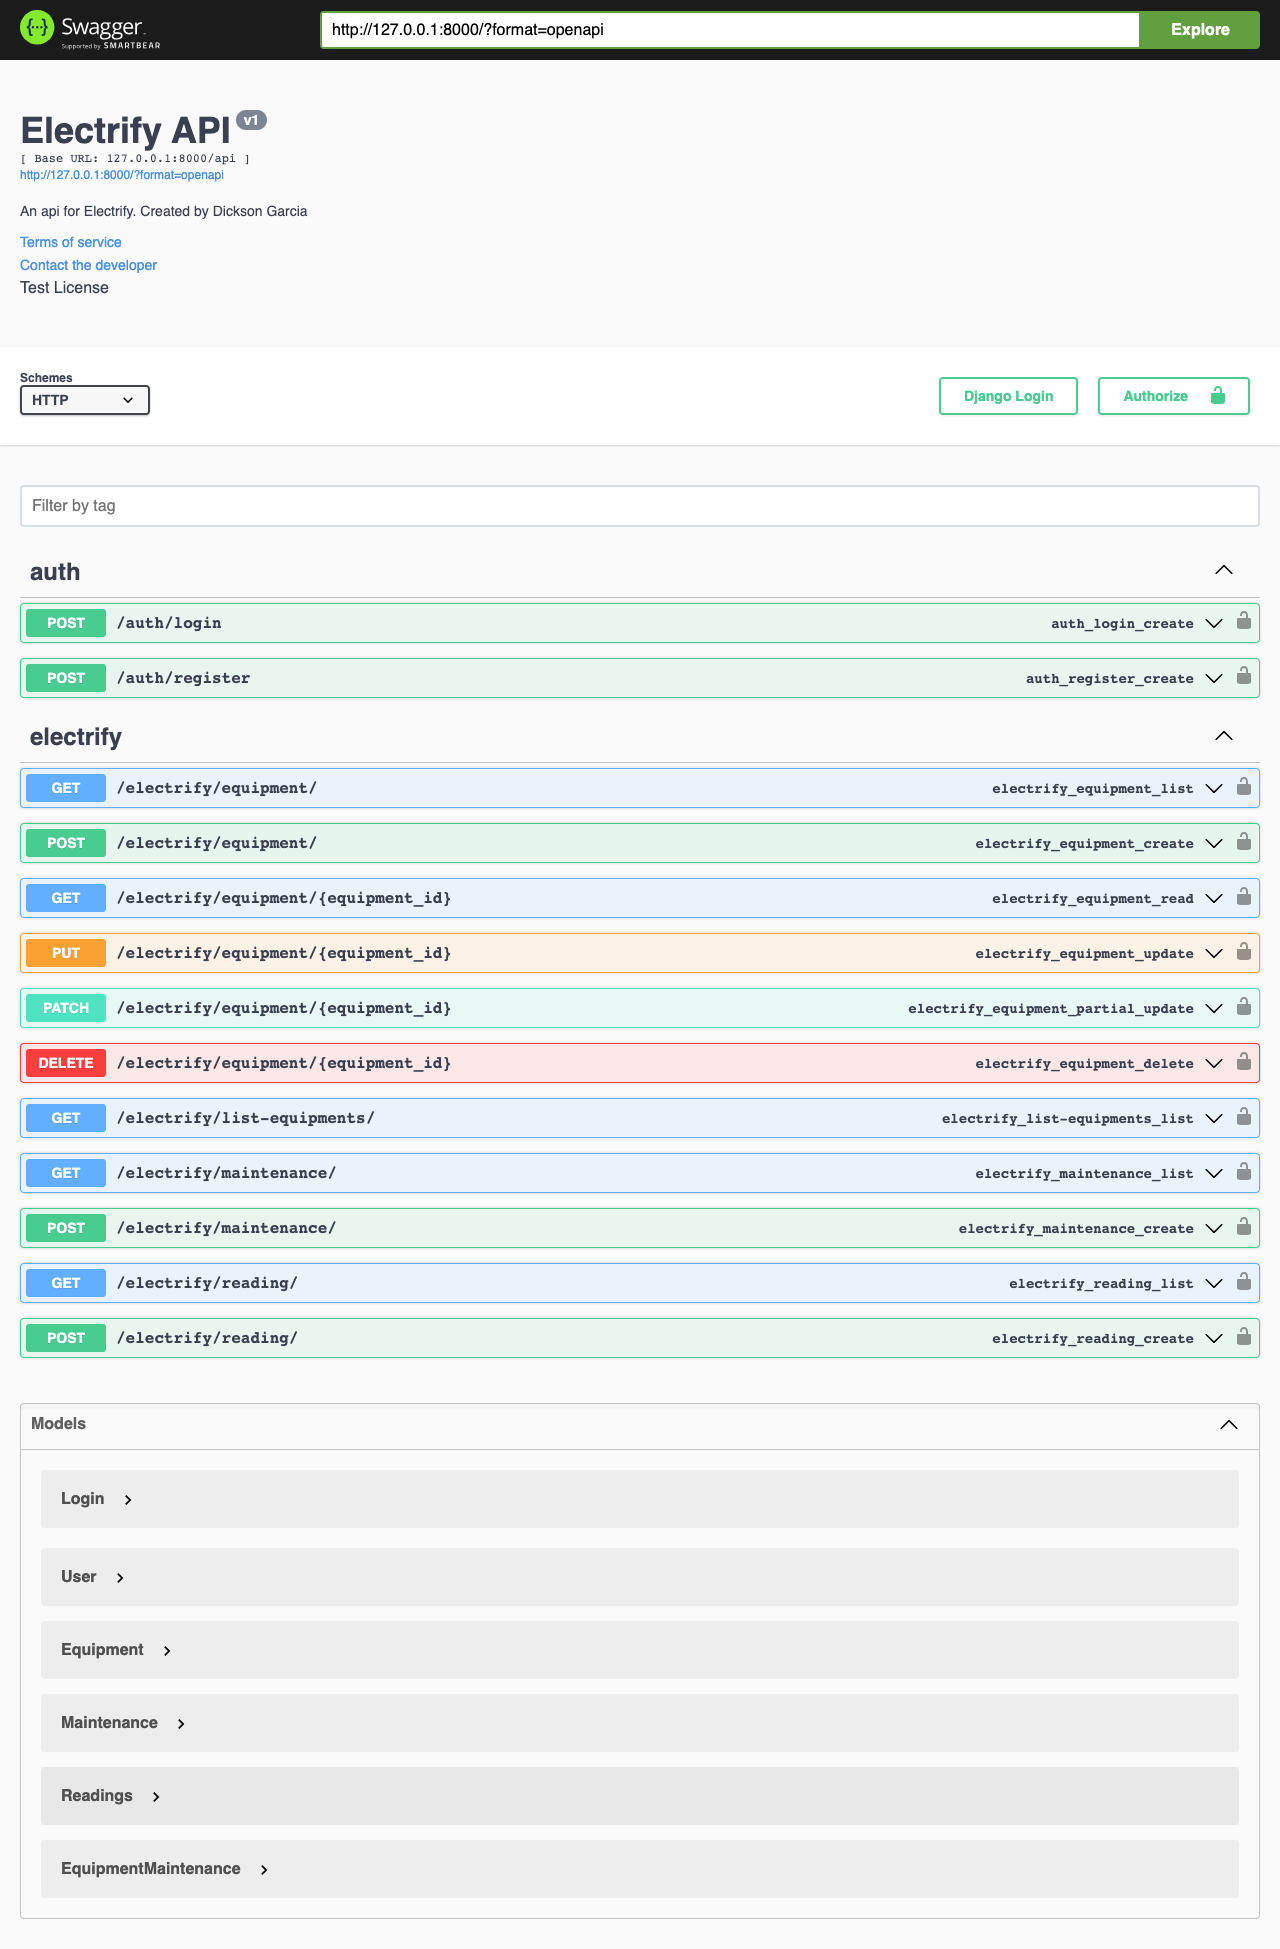 Swagger
Supported by SMARTBEAR
http://127.0.0.1:8000/?format=openapi
Explore
Electrify API v1
[ Base URL: 127.0.0.1:8000/api ]
http://127.0.0.1:8000/?format=openapi
An api for Electrify. Created by Dickson Garcia
Terms of service
Contact the developer
Test License
Schemes
HTTP
Django Login
Authorize
Filter by tag
auth
POST /auth/login auth_login_create
POST /auth/register auth_register_create
electrify
GET /electrify/equipment/ electrify_equipment_list
POST /electrify/equipment/ electrify_equipment_create
GET /electrify/equipment/{equipment_id} electrify_equipment_read
PUT /electrify/equipment/{equipment_id} electrify_equipment_update
PATCH /electrify/equipment/{equipment_id} electrify_equipment_partial_update
DELETE /electrify/equipment/{equipment_id} electrify_equipment_delete
GET /electrify/list-equipments/ electrify_list-equipments_list
GET /electrify/maintenance/ electrify_maintenance_list
POST /electrify/maintenance/ electrify_maintenance_create
GET /electrify/reading/ electrify_reading_list
POST /electrify/reading/ electrify_reading_create
Models
Login
User
Equipment
Maintenance
Readings
EquipmentMaintenance